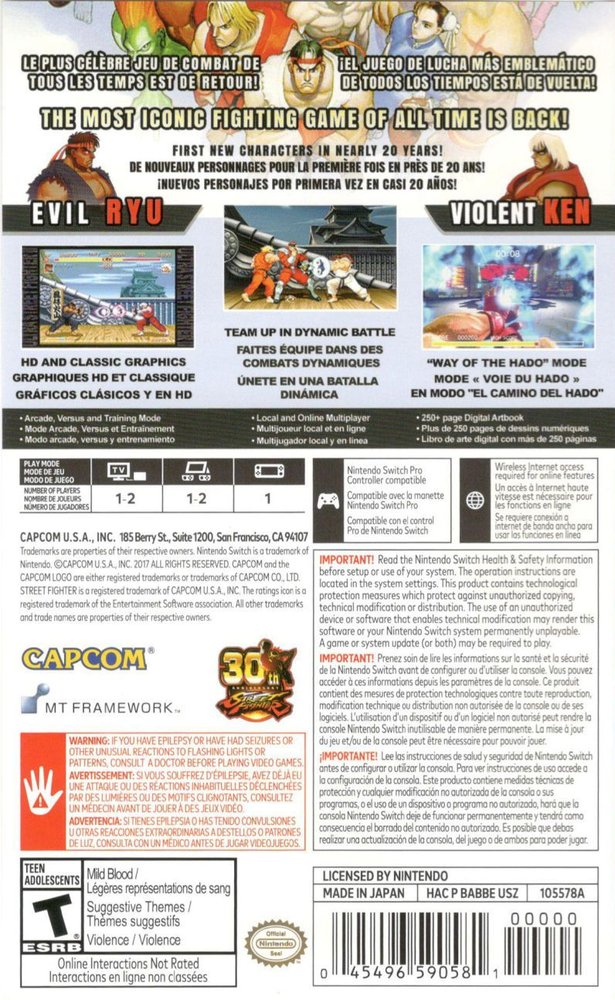 LE PLUS CÉLÈBRE JEU DE COMBAT DE
TOUS LES TEMPS EST DE RETOUR!
¡EL JUEGO DE LUCHA MÁS EMBLEMÁTICO
DE TODOS LOS TIEMPOS ESTÁ DE VUELTA!
THE MOST ICONIC FIGHTING GAME OF ALL TIME IS BACK!
FIRST NEW CHARACTERS IN NEARLY 20 YEARS!
DE NOUVEAUX PERSONNAGES POUR LA PREMIÈRE FOIS EN PRÈS DE 20 ANS!
¡NUEVOS PERSONAJES POR PRIMERA VEZ EN CASI 20 AÑOS!
EVIL RYU
VIOLENT KEN
HD AND CLASSIC GRAPHICS
GRAPHIQUES HD ET CLASSIQUE
GRÁFICOS CLÁSICOS Y EN HD
TEAM UP IN DYNAMIC BATTLE
FAITES ÉQUIPE DANS DES
COMBATS DYNAMIQUES
ÚNETE EN UNA BATALLA
DINÁMICA
00:08
"WAY OF THE HADO" MODE
MODE « VOIE DU HADO »
EN MODO "EL CAMINO DEL HADO"
• Arcade, Versus and Training Mode
• Mode Arcade, Versus et Entraînement
• Modo arcade, versus y entrenamiento
• Local and Online Multiplayer
• Multijoueur local et en ligne
• Multijugador local y en linea
• 250+ page Digital Artbook
• Plus de 250 pages de dessins numériques
• Libro de arte digital con más de 250 páginas
PLAY MODE
MODE DE JEU
MODO DE JUEGO
TV
NUMBER OF PLAYERS
NOMBRE DE JOUEURS
NÚMERO DE JUGADORES
1-2
1-2
1
Nintendo Switch Pro
Controller compatible
Compatible avec la manette
Nintendo Switch Pro
Compatible con el control
Pro de Nintendo Switch
Wireless Internet access
required for online features
Un accès à Internet haute
vitesse est nécessaire pour
les fonctions en ligne
Se requiere conexión a
internet de banda ancha para
usar las funciones en línea
CAPCOM U.S.A., INC. 185 Berry St., Suite 1200, San Francisco, CA 94107
Trademarks are properties of their respective owners. Nintendo Switch is a trademark of
Nintendo. ©CAPCOM U.S.A., INC. 2017 ALL RIGHTS RESERVED. CAPCOM and the
CAPCOM LOGO are either registered trademarks or trademarks of CAPCOM CO., LTD.
STREET FIGHTER is a registered trademark of CAPCOM U.S.A., INC. The ratings icon is a
registered trademark of the Entertainment Software association. All other trademarks
and trade names are properties of their respective owners.
CAPCOM®
30th
ANNIVERSARY
STREET FIGHTER
MT FRAMEWORK™
WARNING: IF YOU HAVE EPILEPSY OR HAVE HAD SEIZURES OR
OTHER UNUSUAL REACTIONS TO FLASHING LIGHTS OR
PATTERNS, CONSULT A DOCTOR BEFORE PLAYING VIDEO GAMES.
AVERTISSEMENT: SI VOUS SOUFFREZ D'ÉPILEPSIE, AVEZ DÉJÀ EU
UNE ATTAQUE OU DES RÉACTIONS INHABITUELLES DÉCLENCHÉES
PAR DES LUMIÈRES OU DES MOTIFS CLIGNOTANTS, CONSULTEZ
UN MÉDECIN AVANT DE JOUER À DES JEUX VIDÉO.
ADVERTENCIA: SI TIENES EPILEPSIA O HAS TENIDO CONVULSIONES
U OTRAS REACCIONES EXTRAORDINARIAS A DESTELLOS O PATRONES
DE LUZ, CONSULTA CON UN MÉDICO ANTES DE JUGAR VIDEOJUEGOS.
IMPORTANT! Read the Nintendo Switch Health & Safety Information
before setup or use of your system. The operation instructions are
located in the system settings. This product contains technological
protection measures which protect against unauthorized copying,
technical modification or distribution. The use of an unauthorized
device or software that enables technical modification may render this
software or your Nintendo Switch system permanently unplayable.
A game or system update (or both) may be required to play.
IMPORTANT! Prenez soin de lire les informations sur la santé et la sécurité
de la Nintendo Switch avant de configurer ou d'utiliser la console. Vous pouvez
accéder à ces informations depuis les paramètres de la console. Ce produit
contient des mesures de protection technologiques contre toute reproduction,
modification technique ou distribution non autorisée de la console ou de ses
logiciels. L'utilisation d'un dispositif ou d'un logiciel non autorisé peut rendre la
console Nintendo Switch inutilisable de manière permanente. La mise à jour
du jeu et/ou de la console peut être nécessaire pour pouvoir jouer.
¡IMPORTANTE! Lee las instrucciones de salud y seguridad de Nintendo Switch
antes de configurar o utilizar la consola. Para ver instrucciones de uso accede a
la configuración de la consola. Este producto contiene medidas técnicas de
protección y cualquier modificación no autorizada de la consola o sus
programas, o el uso de un dispositivo o programa no autorizado, hará que la
consola Nintendo Switch deje de funcionar permanentemente y tendrá como
consecuencia el borrado del contenido no autorizado. Es posible que debas
realizar una actualización de la consola, del juego o de ambos para poder jugar.
TEEN
ADOLESCENTS
T
ESRB
Mild Blood /
Légères représentations de sang
Suggestive Themes /
Thèmes suggestifs
Violence / Violence
Online Interactions Not Rated
Interactions en ligne non classées
Official
Nintendo
Seal
LICENSED BY NINTENDO
MADE IN JAPAN
HAC P BABBE USZ
105578A
00000
0 45496 59058 1